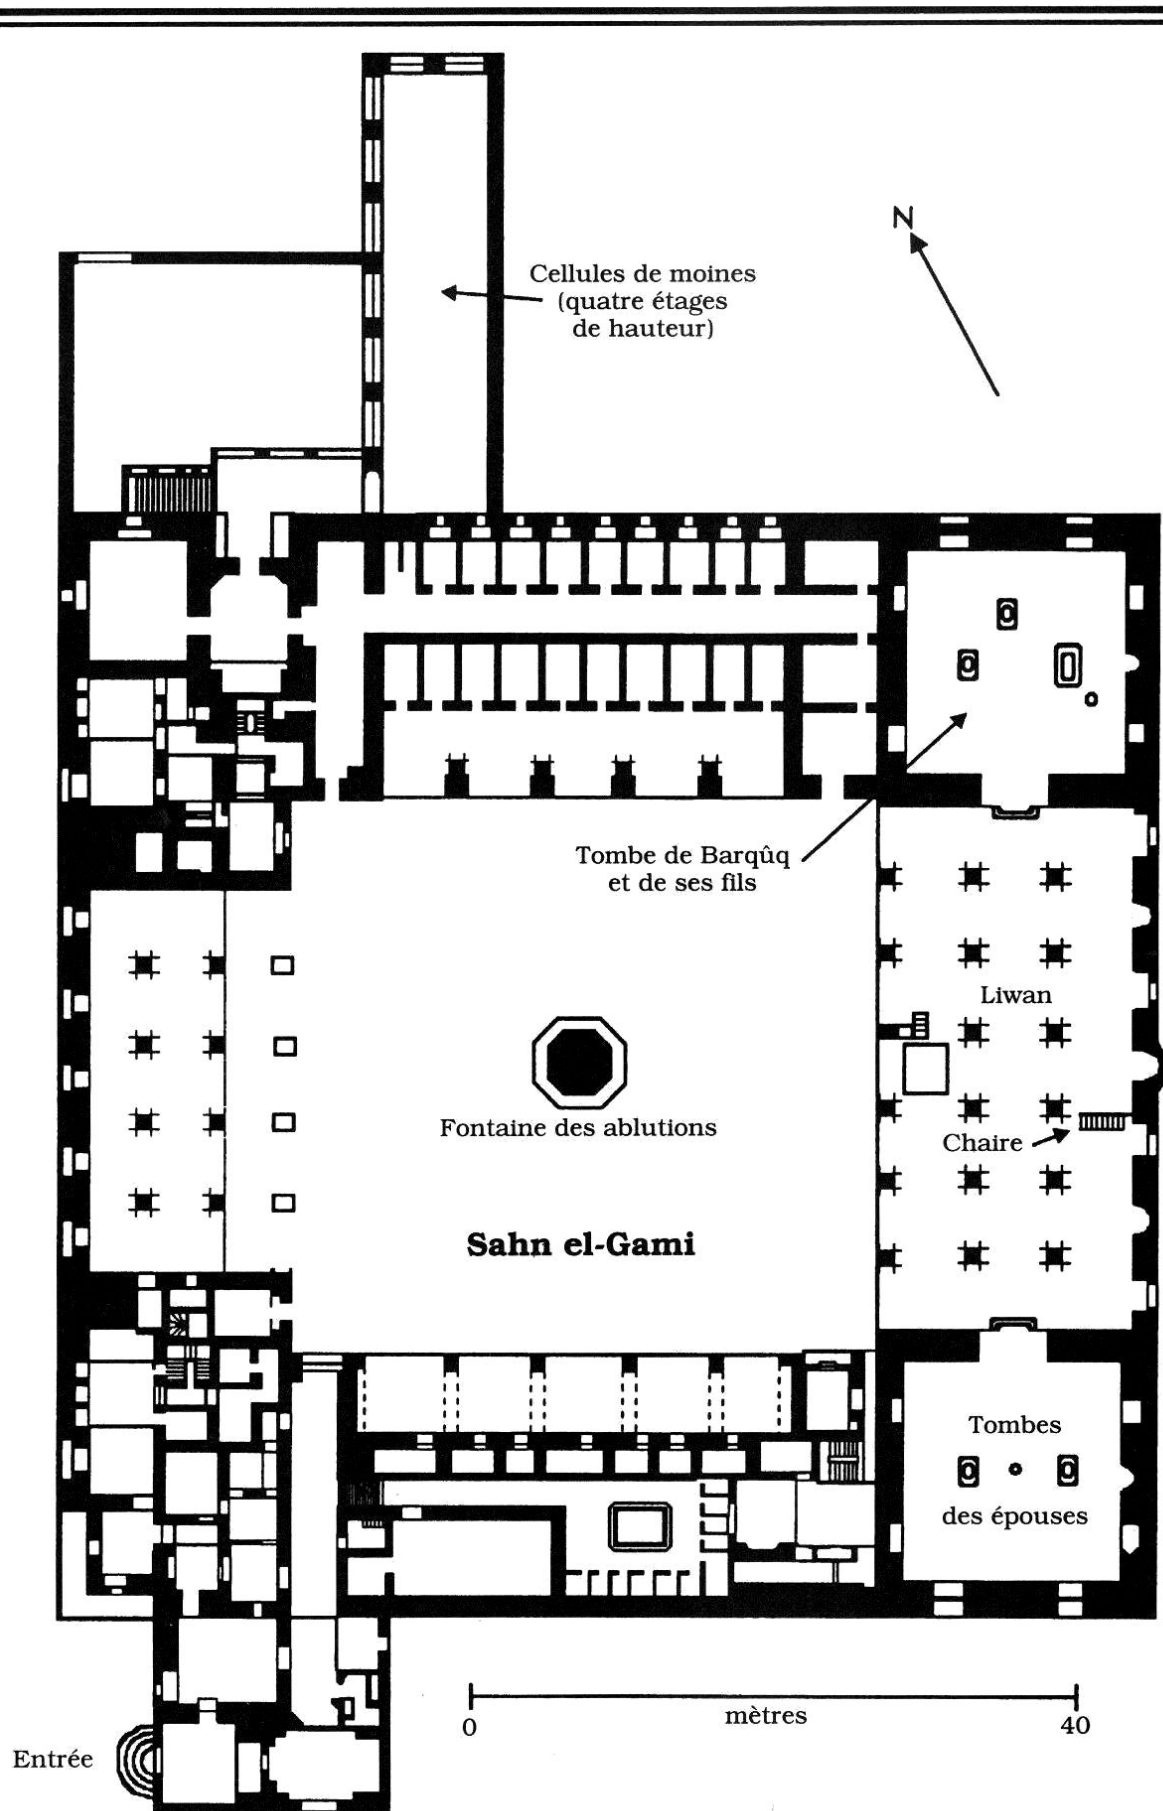 N
Cellules de moines
(quatre étages
de hauteur)
Tombe de Barqûq
et de ses fils
Liwan
Fontaine des ablutions
Chaire
Sahn el-Gami
Tombes
des épouses
0
mètres
40
Entrée